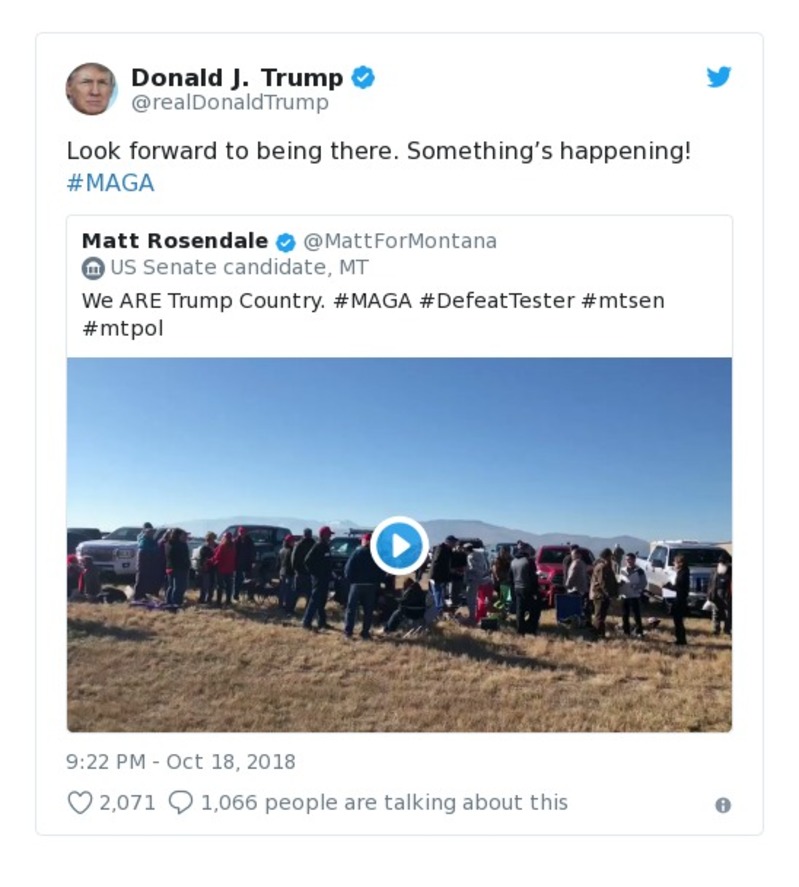 Donald J. Trump
@realDonaldTrump
Look forward to being there. Something’s happening!
#MAGA
Matt Rosendale @MattForMontana
US Senate candidate, MT
We ARE Trump Country. #MAGA #DefeatTester #mtsen
#mtpol
9:22 PM - Oct 18, 2018
2,071 1,066 people are talking about this